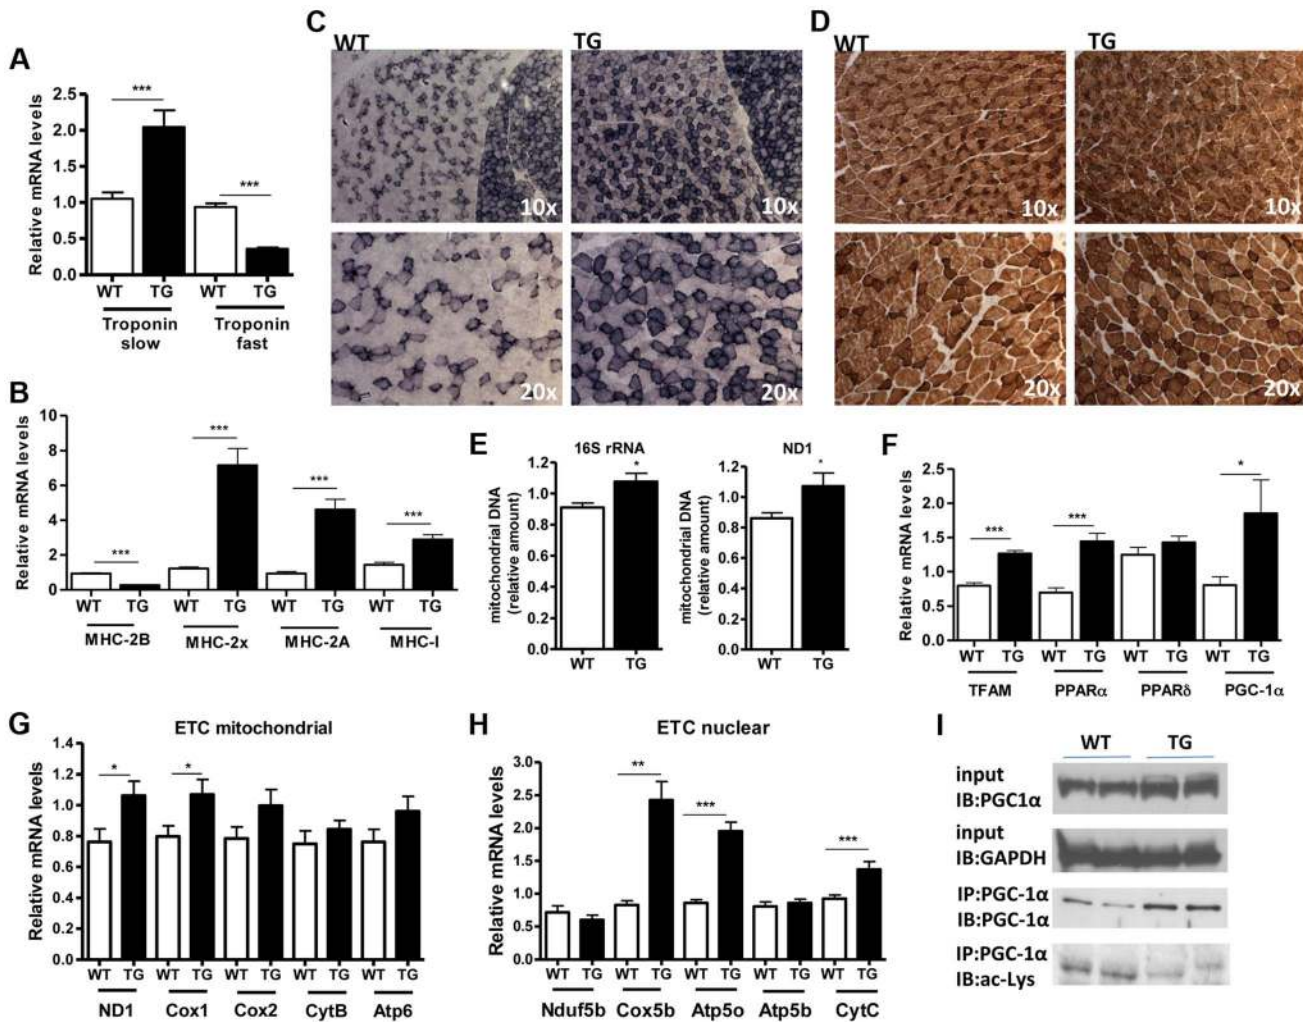 A
Relative mRNA levels
2.5
2.0
1.5
1.0
0.5
0.0
***
***
WT TG WT TG
Troponin slow
Troponin fast
B
Relative mRNA levels
10
8
6
4
2
0
***
***
***
***
WT TG WT TG WT TG WT TG
MHC-2B MHC-2x MHC-2A MHC-I
C
WT TG
10x 10x
20x 20x
D
WT TG
10x 10x
20x 20x
E
16S rRNA
mitochondrial DNA
(relative amount)
1.2
1.0
0.8
0.6
0.4
0.2
0.0
*
WT TG
ND1
mitochondrial DNA
(relative amount)
1.2
1.0
0.8
0.6
0.4
0.2
0.0
*
WT TG
F
Relative mRNA levels
2.5
2.0
1.5
1.0
0.5
0.0
***
***
*
WT TG WT TG WT TG WT TG
TFAM PPARα PPARδ PGC-1α
G
ETC mitochondrial
Relative mRNA levels
1.4
1.2
1.0
0.8
0.6
0.4
0.2
0.0
*
*
WT TG WT TG WT TG WT TG WT TG
ND1 Cox1 Cox2 CytB Atp6
H
ETC nuclear
Relative mRNA levels
3.0
2.5
2.0
1.5
1.0
0.5
0.0
**
***
***
WT TG WT TG WT TG WT TG WT TG
Nduf5b Cox5b Atp5o Atp5b CytC
I
WT TG
input
IB:PGC1α
input
IB:GAPDH
IP:PGC-1α
IB:PGC-1α
IP:PGC-1α
IB:ac-Lys